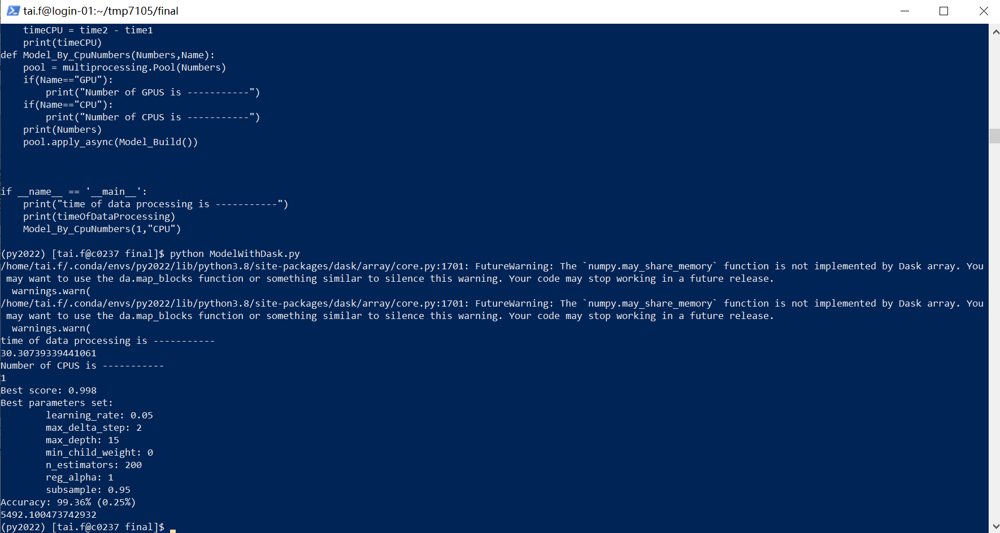 tai.f@login-01:~/tmp7105/final
    timeCPU = time2 - time1
    print(timeCPU)
def Model_By_CpuNumbers(Numbers,Name):
    pool = multiprocessing.Pool(Numbers)
    if(Name=="GPU"):
        print("Number of GPUS is -----------")
    if(Name=="CPU"):
        print("Number of CPUS is -----------")
    print(Numbers)
    pool.apply_async(Model_Build())
if __name__ == '__main__':
    print("time of data processing is -----------")
    print(timeOfDataProcessing)
    Model_By_CpuNumbers(1,"CPU")
(py2022) [tai.f@c0237 final]$ python ModelWithDask.py
/home/tai.f/.conda/envs/py2022/lib/python3.8/site-packages/dask/array/core.py:1701: FutureWarning: The `numpy.may_share_memory` function is not implemented by Dask array. You
 may want to use the da.map_blocks function or something similar to silence this warning. Your code may stop working in a future release.
  warnings.warn(
/home/tai.f/.conda/envs/py2022/lib/python3.8/site-packages/dask/array/core.py:1701: FutureWarning: The `numpy.may_share_memory` function is not implemented by Dask array. You
 may want to use the da.map_blocks function or something similar to silence this warning. Your code may stop working in a future release.
  warnings.warn(
time of data processing is -----------
30.30739339441061
Number of CPUS is -----------
1
Best score: 0.998
Best parameters set:
        learning_rate: 0.05
        max_delta_step: 2
        max_depth: 15
        min_child_weight: 0
        n_estimators: 200
        reg_alpha: 1
        subsample: 0.95
Accuracy: 99.36% (0.25%)
5492.100473742932
(py2022) [tai.f@c0237 final]$